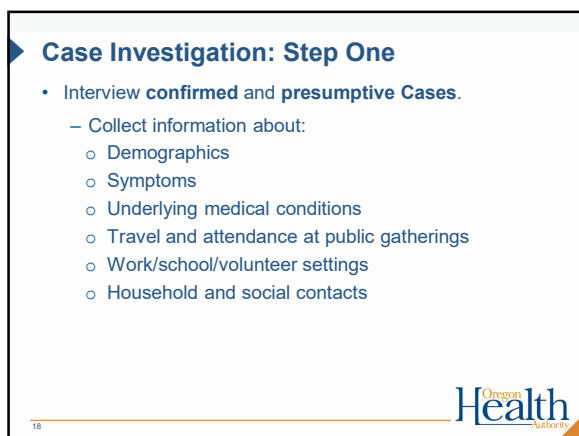 Case Investigation: Step One
• Interview confirmed and presumptive Cases.
– Collect information about:
o Demographics
o Symptoms
o Underlying medical conditions
o Travel and attendance at public gatherings
o Work/school/volunteer settings
o Household and social contacts
18
Oregon
Health
Authority